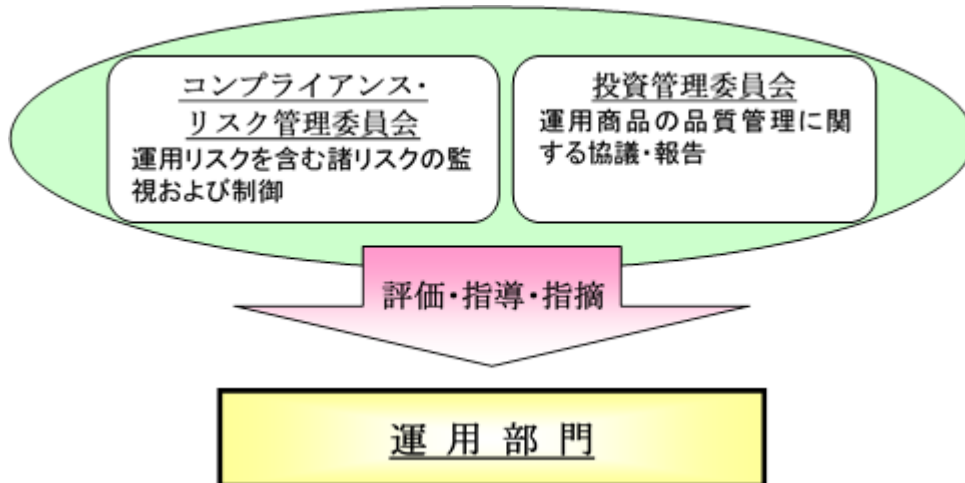 コンプライアンス・
リスク管理委員会
運用リスクを含む諸リスクの監
視および制御
投資管理委員会
運用商品の品質管理に関
する協議・報告
評価・指導・指摘
運用部門